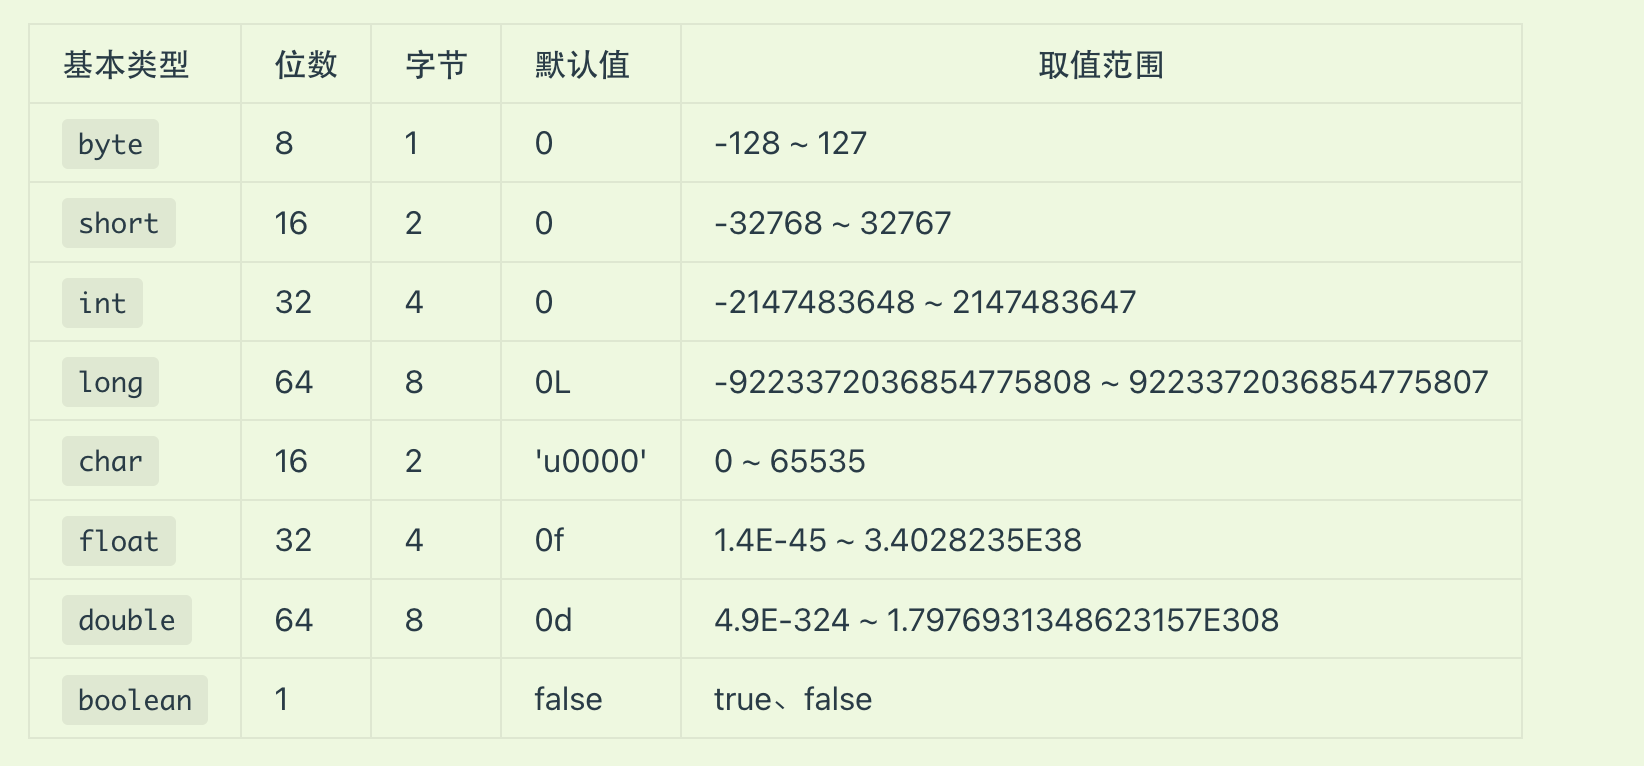 基本类型 位数 字节 默认值 取值范围
byte 8 1 0 -128 ~ 127
short 16 2 0 -32768 ~ 32767
int 32 4 0 -2147483648 ~ 2147483647
long 64 8 0L -9223372036854775808 ~ 9223372036854775807
char 16 2 'u0000' 0 ~ 65535
float 32 4 0f 1.4E-45 ~ 3.4028235E38
double 64 8 0d 4.9E-324 ~ 1.7976931348623157E308
boolean 1 false true、false